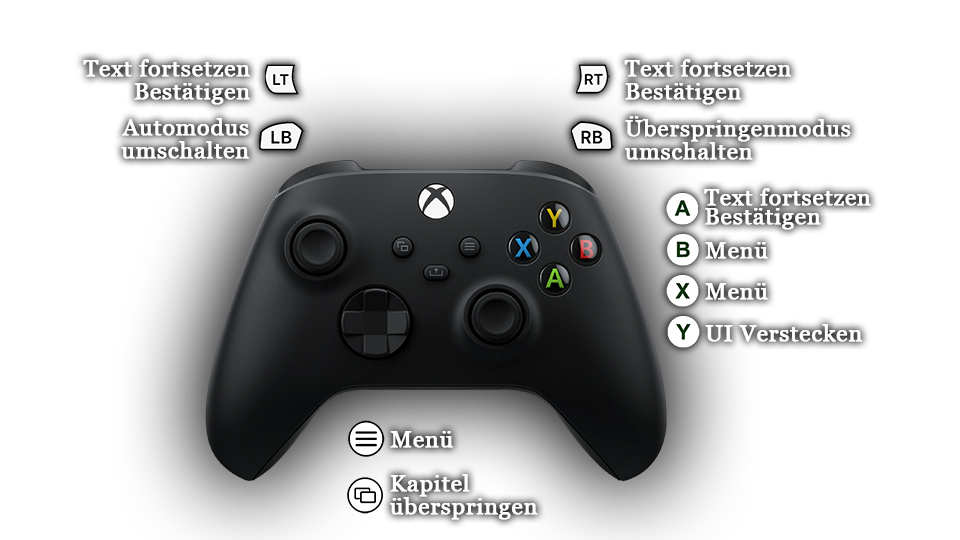 Text fortsetzen
Bestätigen
LT
Automodus
umschalten
LB
RT
Text fortsetzen
Bestätigen
RB
Überspringenmodus
umschalten
Y
X
B
A
A
Text fortsetzen
Bestätigen
B
Menü
X
Menü
Y
UI Verstecken
Menü
Kapitel
überspringen